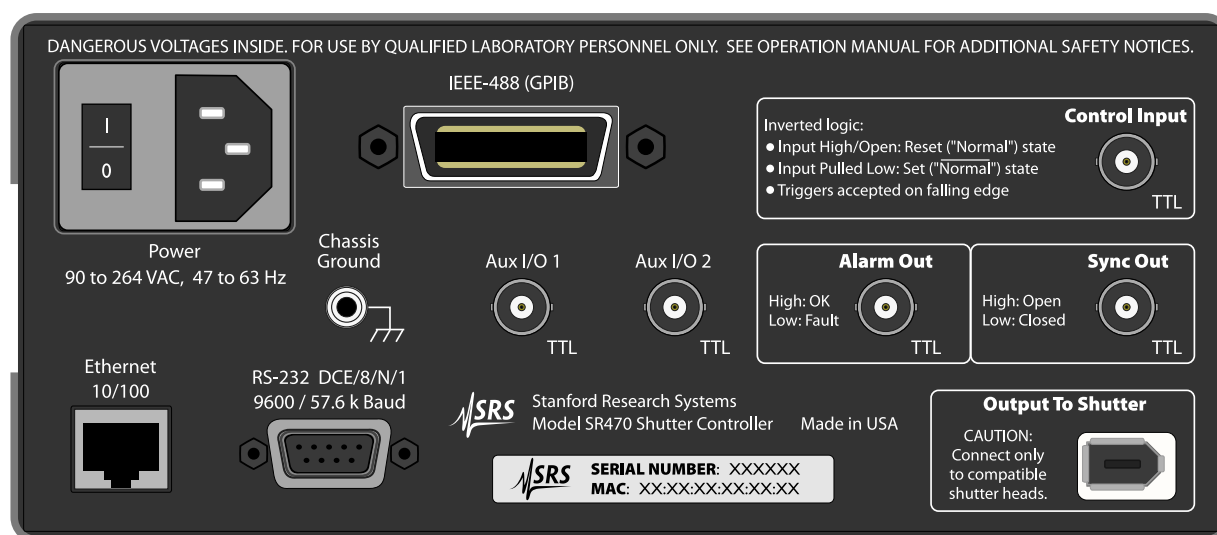 DANGEROUS VOLTAGES INSIDE. FOR USE BY QUALIFIED LABORATORY PERSONNEL ONLY. SEE OPERATION MANUAL FOR ADDITIONAL SAFETY NOTICES.
I
0
Power
90 to 264 VAC, 47 to 63 Hz
IEEE-488 (GPIB)
Control Input
Inverted logic:
● Input High/Open: Reset ("Normal") state
● Input Pulled Low: Set ("N̅o̅r̅m̅a̅l̅") state
● Triggers accepted on falling edge
TTL
Chassis
Ground
Aux I/O 1
TTL
Aux I/O 2
TTL
Alarm Out
High: OK
Low: Fault
TTL
Sync Out
High: Open
Low: Closed
TTL
Ethernet
10/100
RS-232 DCE/8/N/1
9600 / 57.6 k Baud
SRS
Stanford Research Systems
Model SR470 Shutter Controller Made in USA
SRS
SERIAL NUMBER: XXXXXX
MAC: XX:XX:XX:XX:XX:XX
Output To Shutter
CAUTION:
Connect only
to compatible
shutter heads.